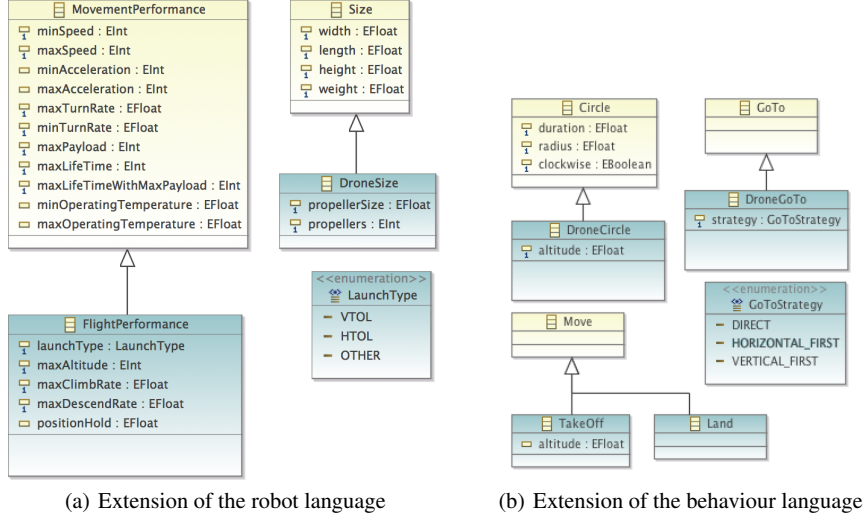 MovementPerformance
minSpeed : EInt
maxSpeed : EInt
minAcceleration : EInt
maxAcceleration : EInt
maxTurnRate : EFloat
minTurnRate : EFloat
maxPayload : EInt
maxLifeTime : EInt
maxLifeTimeWithMaxPayload : EInt
minOperatingTemperature : EFloat
maxOperatingTemperature : EFloat
Size
width : EFloat
length : EFloat
height : EFloat
weight : EFloat
DroneSize
propellerSize : EFloat
propellers : EInt
<<enumeration>>
LaunchType
VTOL
HTOL
OTHER
FlightPerformance
launchType : LaunchType
maxAltitude : EInt
maxClimbRate : EFloat
maxDescendRate : EFloat
positionHold : EFloat
(a) Extension of the robot language
Circle
duration : EFloat
radius : EFloat
clockwise : EBoolean
GoTo
DroneCircle
altitude : EFloat
DroneGoTo
strategy : GoToStrategy
<<enumeration>>
GoToStrategy
DIRECT
HORIZONTAL_FIRST
VERTICAL_FIRST
Move
TakeOff
altitude : EFloat
Land
(b) Extension of the behaviour language